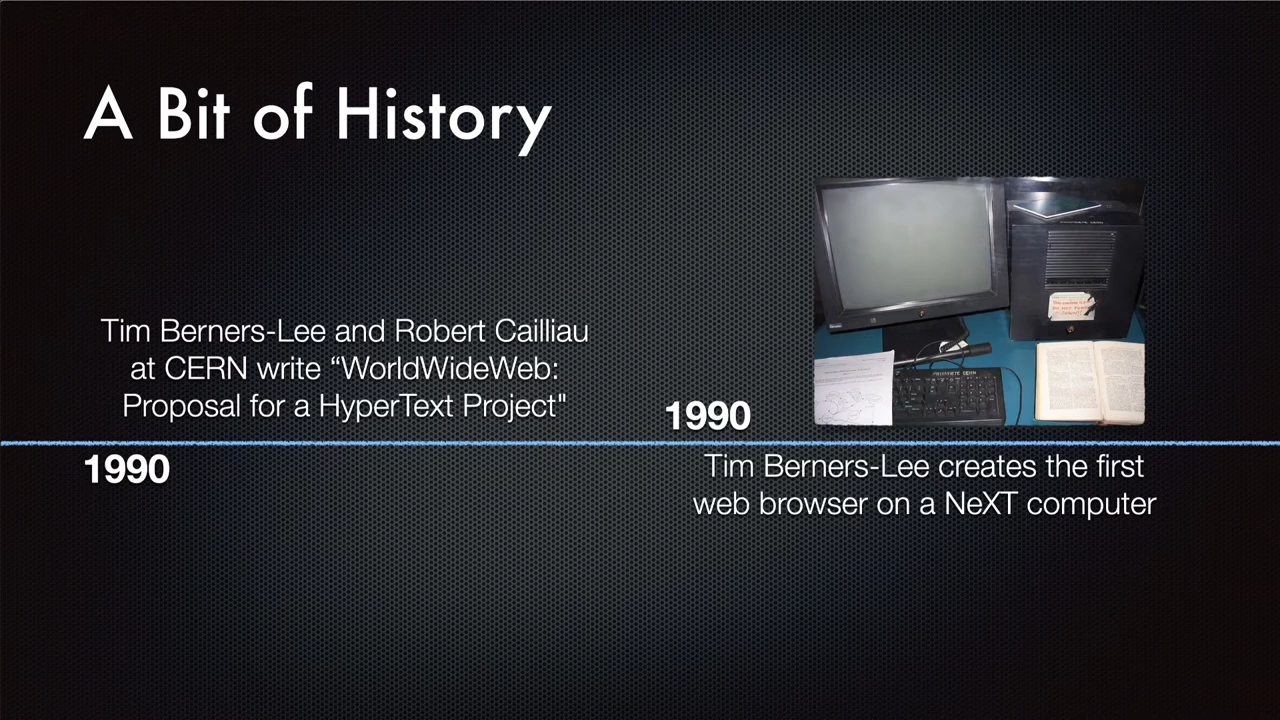 A Bit of History
Tim Berners-Lee and Robert Cailliau
at CERN write “WorldWideWeb:
Proposal for a HyperText Project"
1990
1990
Tim Berners-Lee creates the first
web browser on a NeXT computer